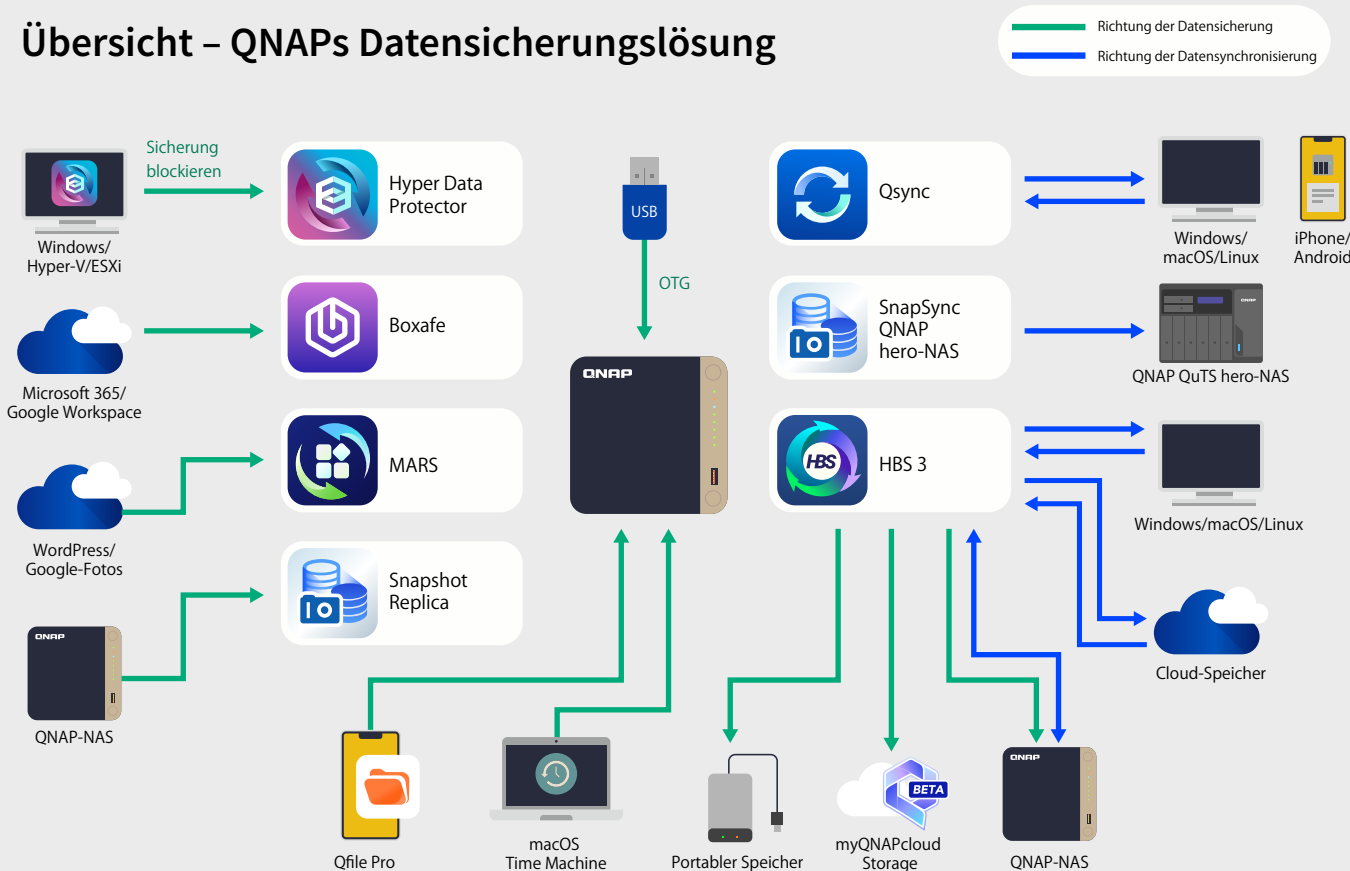 Übersicht – QNAPs Datensicherungslösung
Richtung der Datensicherung
Richtung der Datensynchronisierung
Windows/
Hyper-V/ESXi
Sicherung
blockieren
Hyper Data
Protector
Microsoft 365/
Google Workspace
Boxafe
WordPress/
Google-Fotos
MARS
QNAP
QNAP-NAS
Snapshot
Replica
USB
OTG
QNAP
Qsync
Windows/
macOS/Linux
iPhone/
Android
SnapSync
QNAP
hero-NAS
QNAP
QNAP QuTS hero-NAS
HBS
HBS 3
Windows/macOS/Linux
Cloud-Speicher
Qfile Pro
macOS
Time Machine
Portabler Speicher
BETA
myQNAPcloud
Storage
QNAP
QNAP-NAS